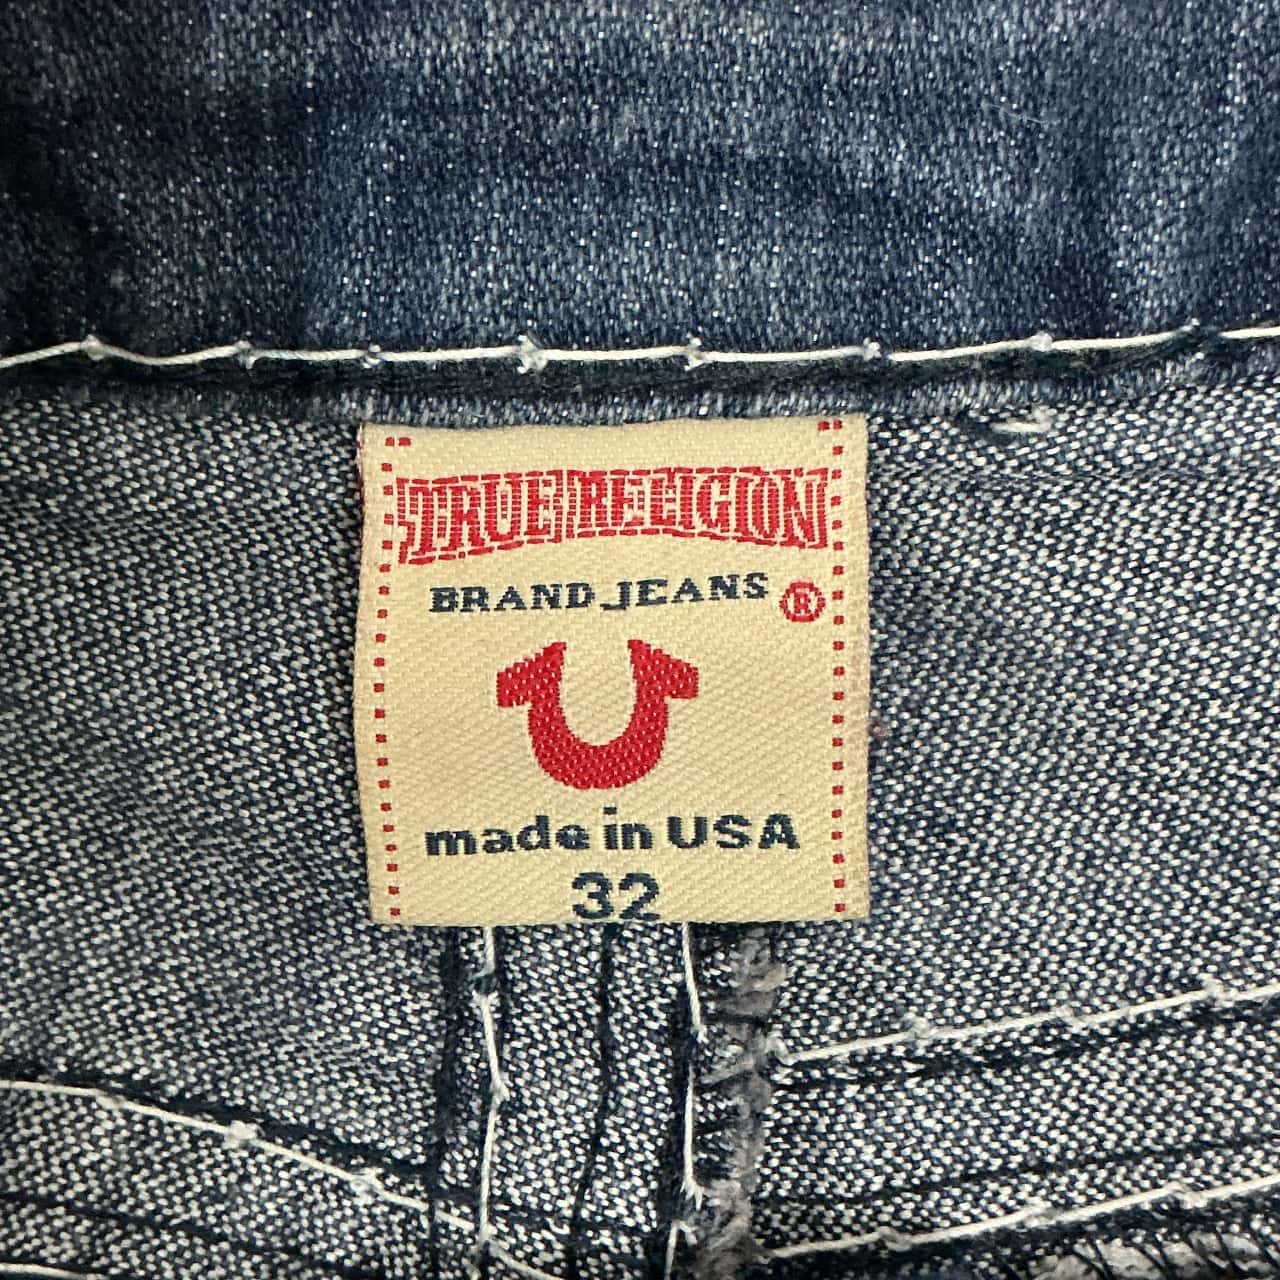 TRUE RELIGION
BRAND JEANS ®
made in USA
32